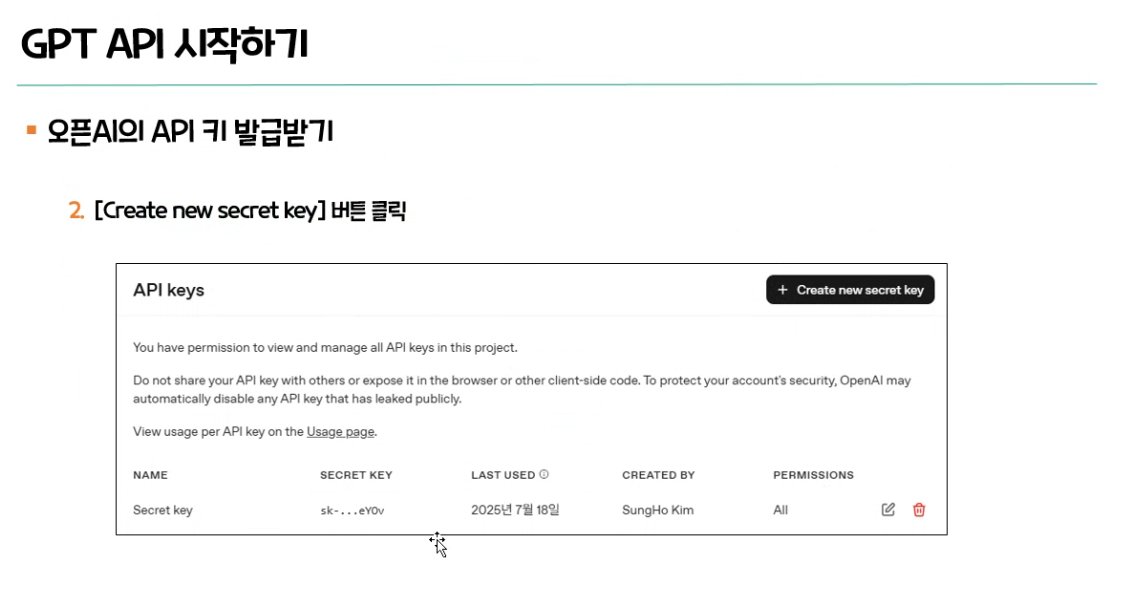 GPT API 시작하기
오픈AI의 API 키 발급받기
2. [Create new secret key] 버튼 클릭
API keys
+ Create new secret key
You have permission to view and manage all API keys in this project.
Do not share your API key with others or expose it in the browser or other client-side code. To protect your account's security, OpenAI may
automatically disable any API key that has leaked publicly.
View usage per API key on the Usage page.
NAME SECRET KEY LAST USED CREATED BY PERMISSIONS
Secret key sk-...eYOv 2025년 7월 18일 SungHo Kim All